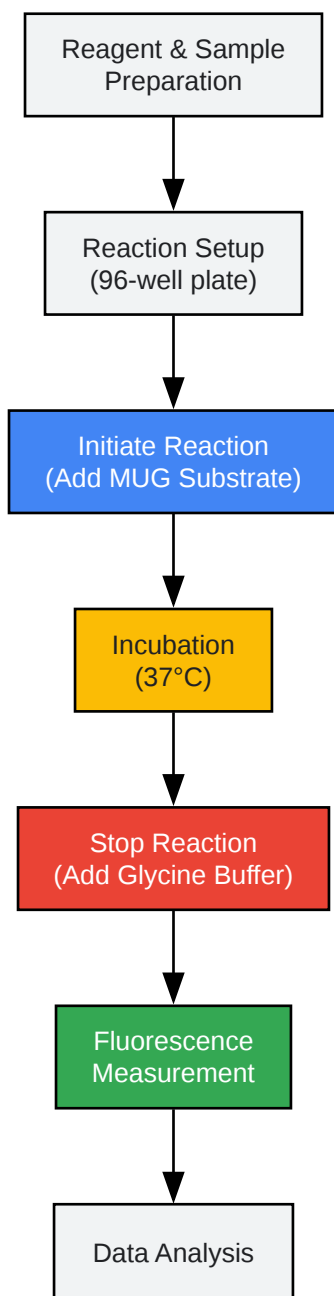 Reagent & Sample
Preparation
Reaction Setup
(96-well plate)
Initiate Reaction
(Add MUG Substrate)
Incubation
(37°C)
Stop Reaction
(Add Glycine Buffer)
Fluorescence
Measurement
Data Analysis